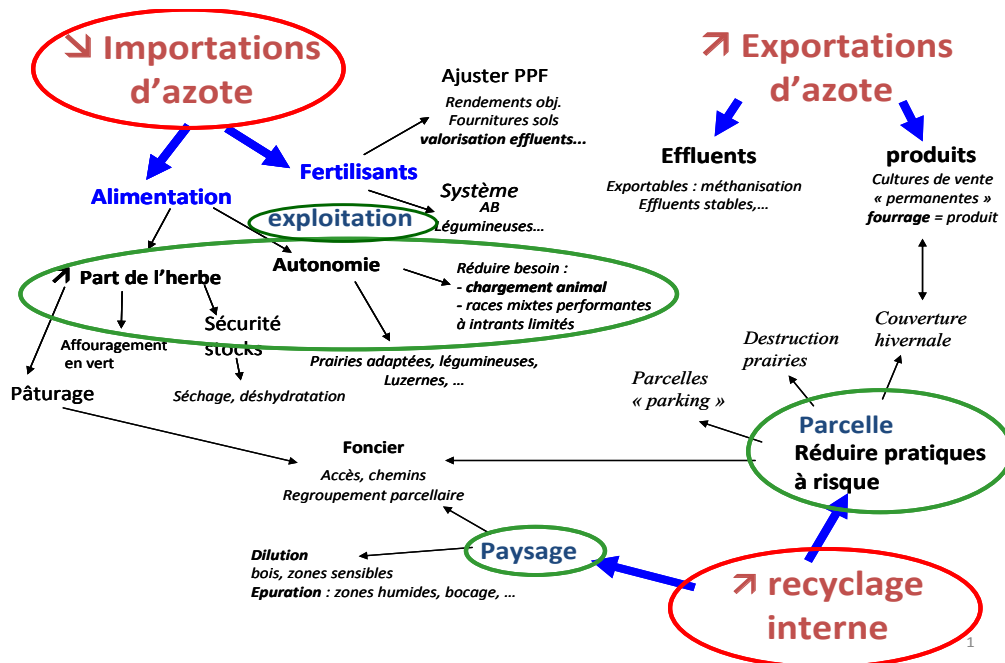 ↘ Importations
d’azote
↗ Exportations
d’azote
Ajuster PPF
Rendements obj.
Fournitures sols
valorisation effluents...
Effluents
Exportables : méthanisation
Effluents stables,...
produits
Cultures de vente
« permanentes »
fourrage = produit
Fertilisants
Alimentation
Système
AB
Légumineuses...
exploitation
↗ Part de l’herbe
Autonomie
Réduire besoin :
- chargement animal
- races mixtes performantes
à intrants limités
Sécurité
stocks
Affouragement
en vert
Prairies adaptées, légumineuses,
Luzernes, ...
Pâturage
Séchage, déshydratation
Couverture
hivernale
Destruction
prairies
Parcelles
« parking »
Parcelle
Réduire pratiques
à risque
Foncier
Accès, chemins
Regroupement parcellaire
Paysage
Dilution
bois, zones sensibles
Epuration : zones humides, bocage, ...
↗ recyclage
interne
1